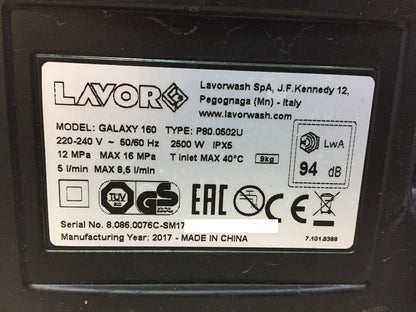 LAVOR
Lavorwash SpA, J.F. Kennedy 12,
Pegognaga (Mn) - Italy
www.lavorwash.com
MODEL: GALAXY 160 TYPE: P80.0502U
220-240 V ~ 50/60 Hz 2500 W IPX5
12 MPa MAX 16 MPa T inlet MAX 40°C 9kg
5 l/min MAX 8,5 l/min
LwA
94 dB
TÜV
GS
EAC CE
Serial No. 8.086.0076C-SM17
Manufacturing Year: 2017 - MADE IN CHINA
7.101.8368